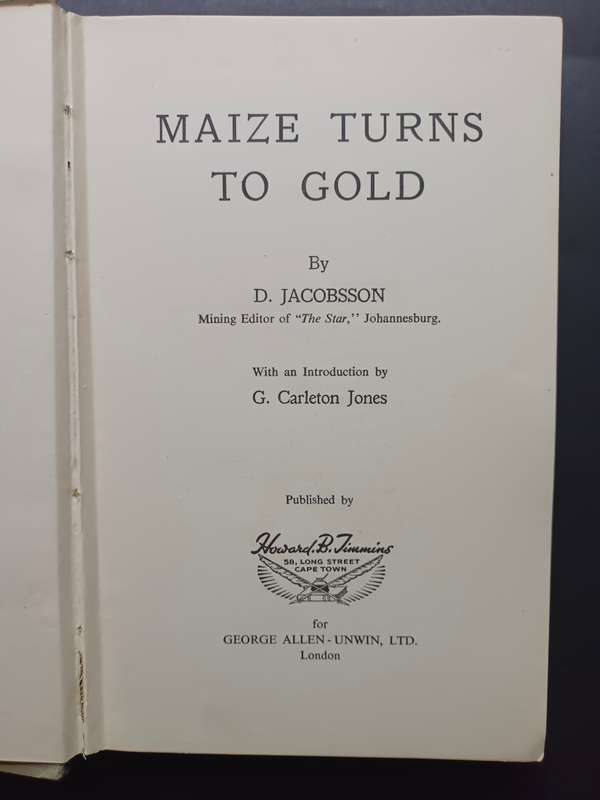 MAIZE TURNS
TO GOLD
By
D. JACOBSSON
Mining Editor of “The Star,’’ Johannesburg.
With an Introduction by
G. Carleton Jones
Published by
Howard. B. Timmins
58, LONG STREET
CAPE TOWN
for
GEORGE ALLEN - UNWIN, LTD.
London